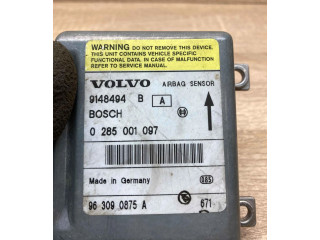 WARNING DO NOT REMOVE THIS DEVICE.
THIS UNIT CONTAINS VEHICLE SPECIFIC
FUNCTIONAL DATA. IN CASE OF MALFUNCTION
REFER TO SERVICE MANUAL.
VOLVO AIRBAG SENSOR
9148494 B A
BOSCH
0 285 001 097
Made in Germany 585
96 309 0875 A 671